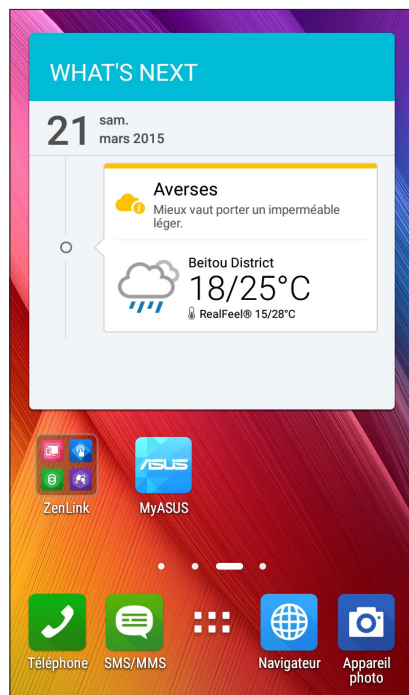 WHAT'S NEXT
21
sam.
mars 2015
Averses
Mieux vaut porter un imperméable
léger.
Beitou District
18/25°C
RealFeel® 15/28°C
ZenLink
/SUS
MyASUS
Téléphone
SMS/MMS
Navigateur
Appareil
photo